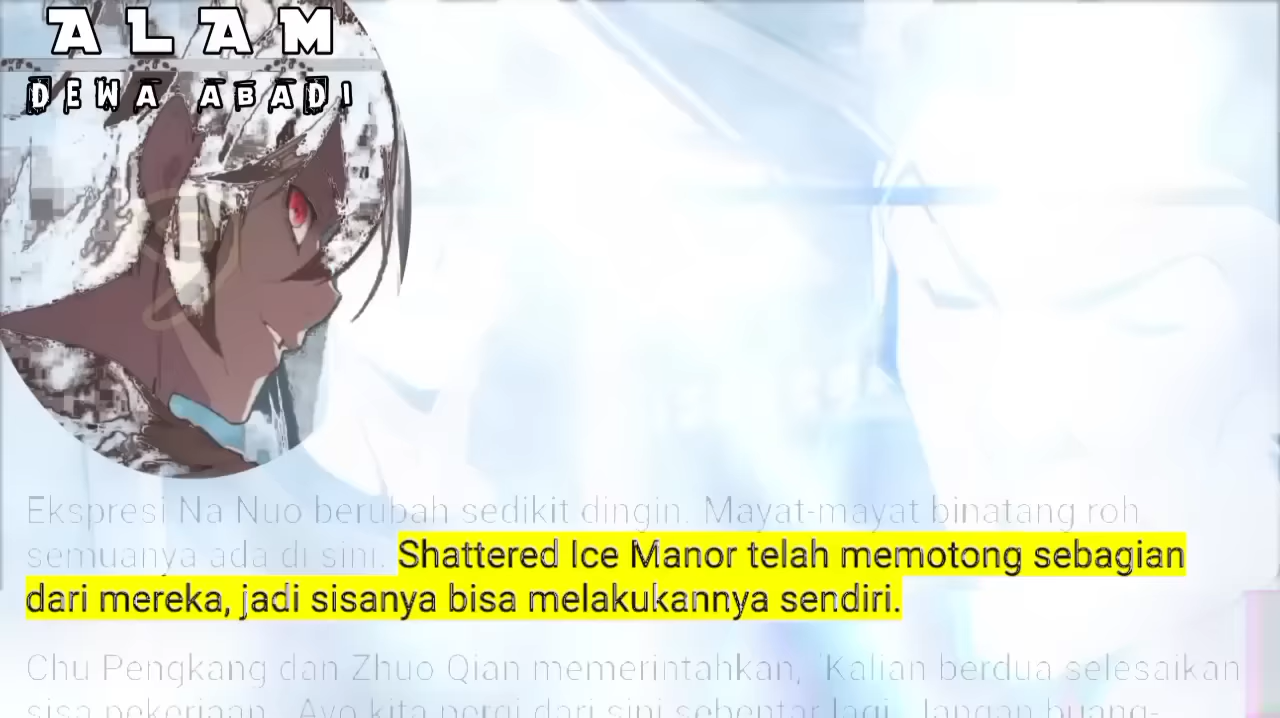 ALAM
DEWA ABADI
Ekspresi Na Nuo berubah sedikit dingin. Mayat-mayat binatang roh
semuanya ada di sini. Shattered Ice Manor telah memotong sebagian
dari mereka, jadi sisanya bisa melakukannya sendiri.
Chu Pengkang dan Zhuo Qian memerintahkan, 'Kalian berdua selesaikan
sisa pekerjaan. Ayo kita pergi dari sini sebentar lagi. Jangan buang-